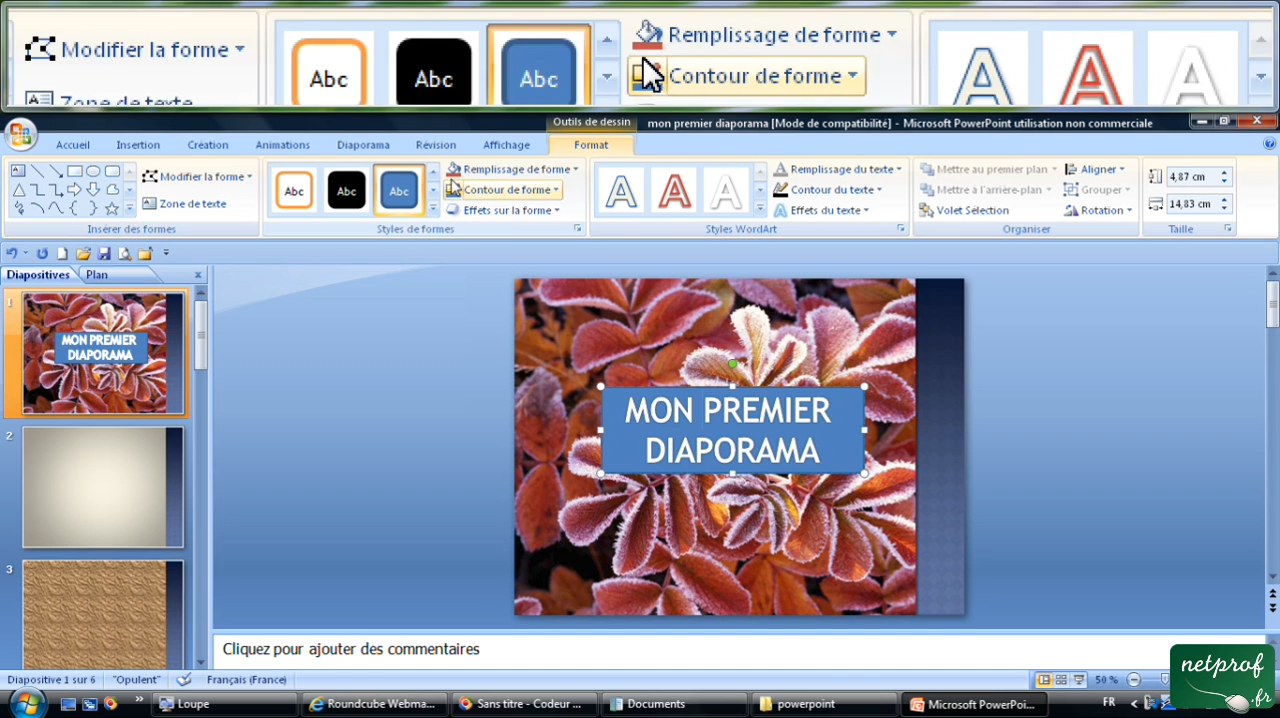 Modifier la forme
Zone de texte
Abc
Abc
Abc
Remplissage de forme
Contour de forme
A
A
A
Outils de dessin
mon premier diaporama [Mode de compatibilité] - Microsoft PowerPoint utilisation non commerciale
Accueil
Insertion
Création
Animations
Diaporama
Révision
Affichage
Format
Modifier la forme
Zone de texte
Insérer des formes
Abc
Abc
Abc
Remplissage de forme
Contour de forme
Effets sur la forme
Styles de formes
A
A
A
Remplissage du texte
Contour du texte
Effets du texte
Styles WordArt
Mettre au premier plan
Mettre à l'arrière-plan
Volet Sélection
Aligner
Grouper
Rotation
Organiser
4,87 cm
14,83 cm
Taille
Diapositives
Plan
1
MON PREMIER
DIAPORAMA
2
3
MON PREMIER
DIAPORAMA
Cliquez pour ajouter des commentaires
Diapositive 1 sur 6
"Opulent"
Français (France)
50 %
netprof
.fr
Loupe
Roundcube Webma...
Sans titre - Codeur ...
Documents
powerpoint
Microsoft PowerPoi...
FR